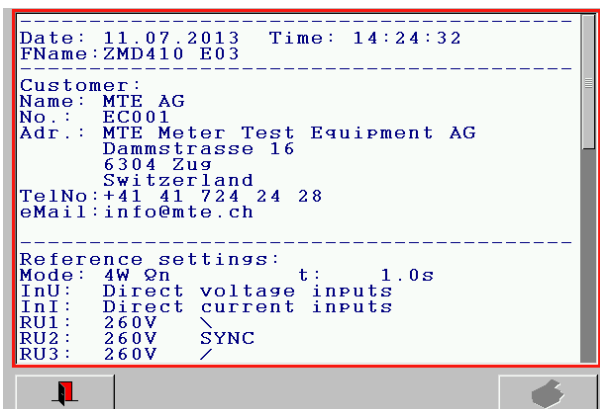 Date: 11.07.2013 Time: 14:24:32
FName:ZMD410 E03
Customer:
Name: MTE AG
No.: EC001
Adr.: MTE Meter Test Equipment AG
Dammstrasse 16
6304 Zug
Switzerland
TelNo:+41 41 724 24 28
eMail:info@mte.ch
Reference settings:
Mode: 4W Qn t: 1.0s
InU: Direct voltage inputs
InI: Direct current inputs
RU1: 260V \
RU2: 260V SYNC
RU3: 260V /